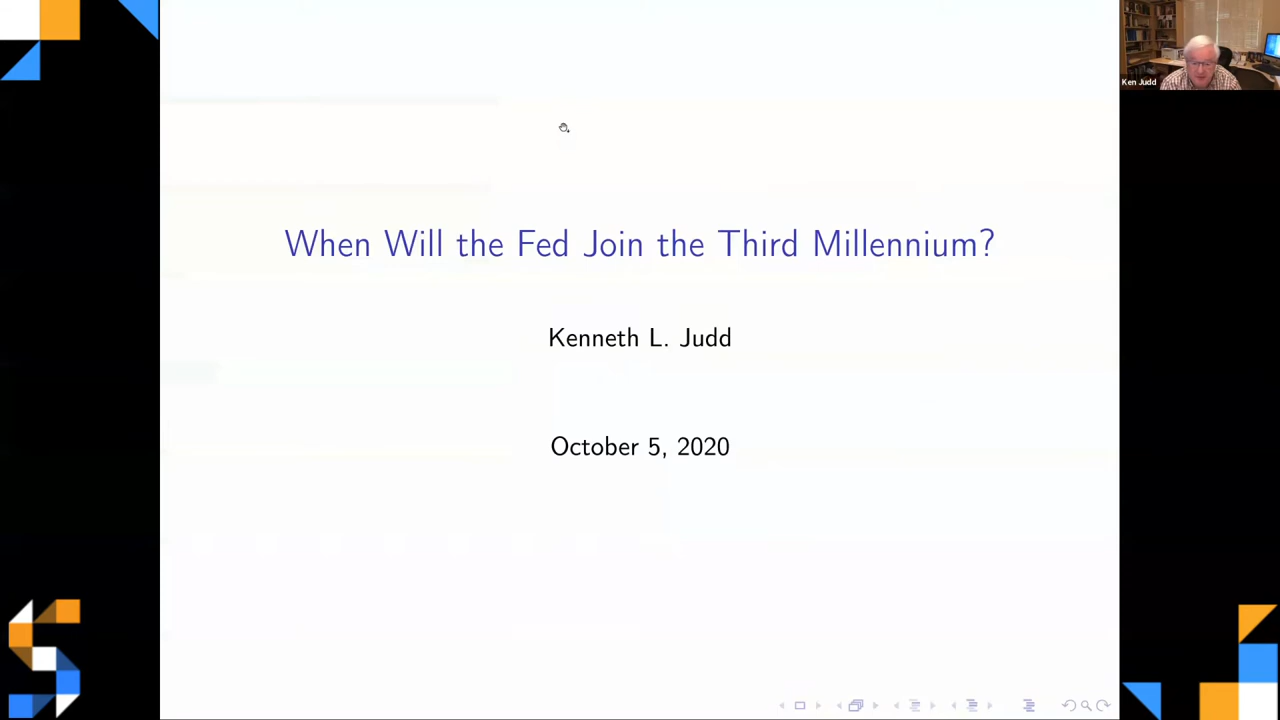 Ken Judd
When Will the Fed Join the Third Millennium?
Kenneth L. Judd
October 5, 2020